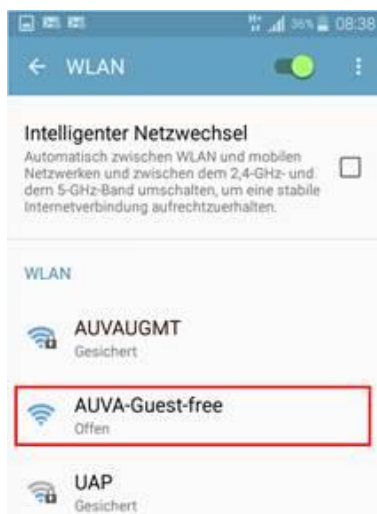 36% 08:38
WLAN
Intelligenter Netzwechsel
Automatisch zwischen WLAN und mobilen
Netzwerken und zwischen dem 2,4-GHz- und
dem 5-GHz-Band umschalten, um eine stabile
Internetverbindung aufrechtzuerhalten.
WLAN
AUVAUGMT
Gesichert
AUVA-Guest-free
Offen
UAP
Gesichert